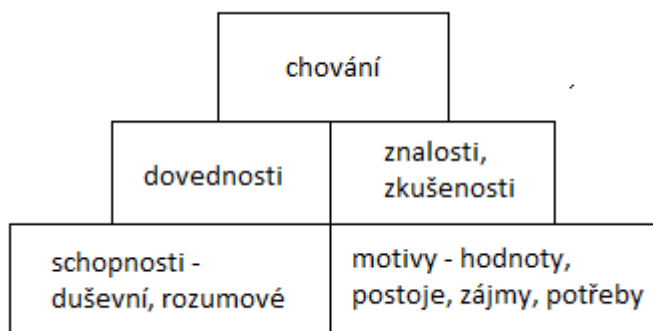 chování
dovednosti
znalosti,
zkušenosti
schopnosti -
duševní, rozumové
motivy - hodnoty,
postoje, zájmy, potřeby